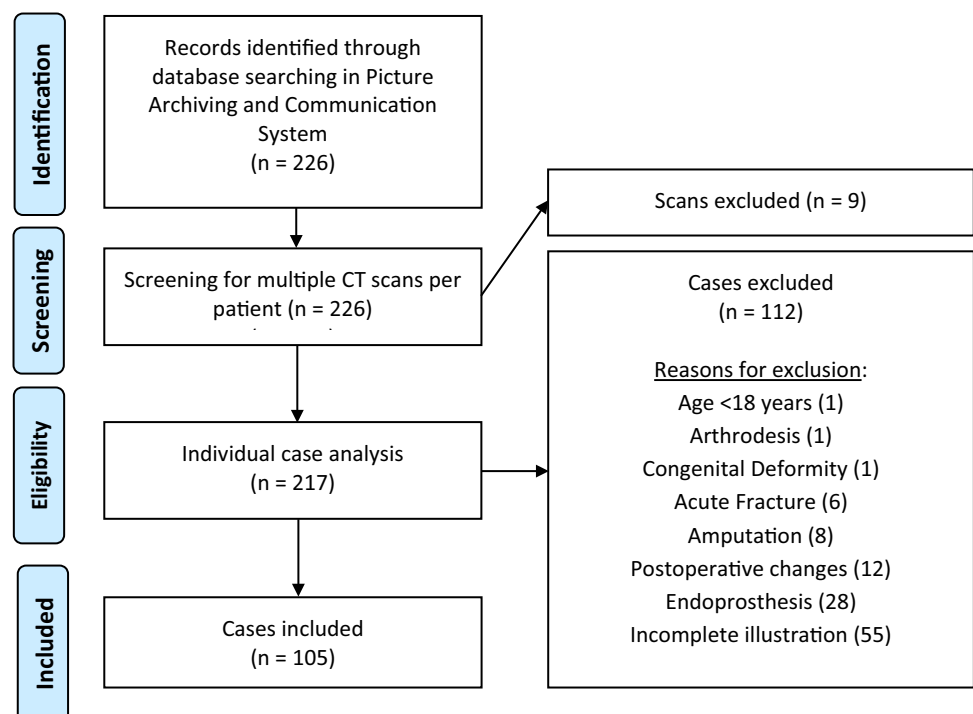 Identification
Records identified through
database searching in Picture
Archiving and Communication
System
(n = 226)
Scans excluded (n = 9)
Screening
Screening for multiple CT scans per
patient (n = 226)
Cases excluded
(n = 112)
Reasons for exclusion:
Age <18 years (1)
Arthrodesis (1)
Congenital Deformity (1)
Acute Fracture (6)
Amputation (8)
Postoperative changes (12)
Endoprosthesis (28)
Incomplete illustration (55)
Eligibility
Individual case analysis
(n = 217)
Included
Cases included
(n = 105)